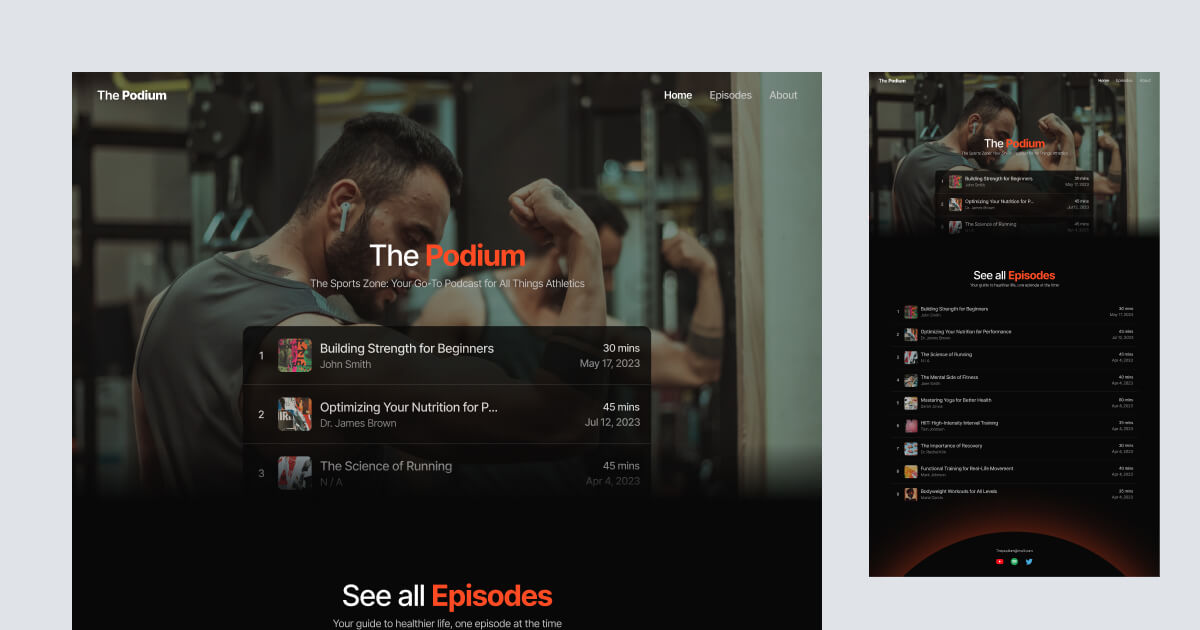 The Podium
Home Episodes About
The Podium
The Sports Zone: Your Go-To Podcast for All Things Athletics
1 Building Strength for Beginners 30 mins
John Smith May 17, 2023
2 Optimizing Your Nutrition for P... 45 mins
Dr. James Brown Jul 12, 2023
3 The Science of Running 45 mins
N / A Apr 4, 2023
See all Episodes
Your guide to healthier life, one episode at the time
The Podium
Home Episodes About
The Podium
The Sports Zone: Your Go-To Podcast for All Things Athletics
1 Building Strength for Beginners 30 mins
John Smith May 17, 2023
2 Optimizing Your Nutrition for P... 45 mins
Dr. James Brown Jul 12, 2023
3 The Science of Running 45 mins
N / A Apr 4, 2023
See all Episodes
Your guide to healthier life, one episode at the time
1 Building Strength for Beginners 30 mins
John Smith May 17, 2023
2 Optimizing Your Nutrition for Performance 45 mins
Dr. James Brown Jul 12, 2023
3 The Science of Running 45 mins
N / A Apr 4, 2023
4 The Mental Side of Fitness 40 mins
Apr 4, 2023
5 Mastering Yoga for Better Health 60 mins
Apr 4, 2023
6 HIIT: High-Intensity Interval Training 35 mins
Apr 4, 2023
7 The Importance of Recovery 30 mins
Apr 4, 2023
8 Functional Training for Real-Life Movement 40 mins
Mark Johnson Apr 4, 2023
9 Bodyweight Workouts for All Levels 35 mins
Apr 4, 2023